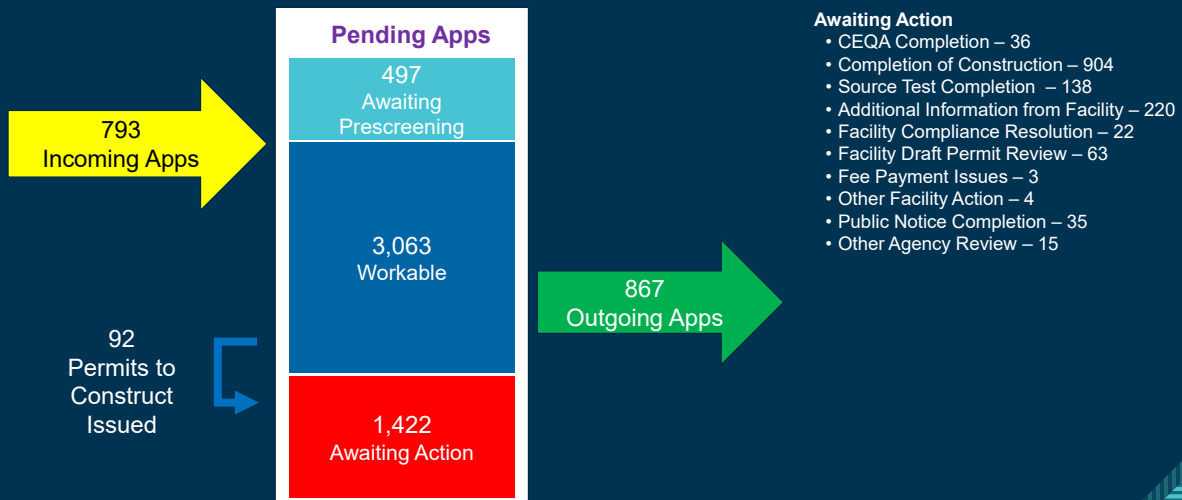 Pending Apps
497
Awaiting
Prescreening
793
Incoming Apps
3,063
Workable
92
Permits to
Construct
Issued
1,422
Awaiting Action
867
Outgoing Apps
Awaiting Action
• CEQA Completion – 36
• Completion of Construction – 904
• Source Test Completion – 138
• Additional Information from Facility – 220
• Facility Compliance Resolution – 22
• Facility Draft Permit Review – 63
• Fee Payment Issues – 3
• Other Facility Action – 4
• Public Notice Completion – 35
• Other Agency Review – 15